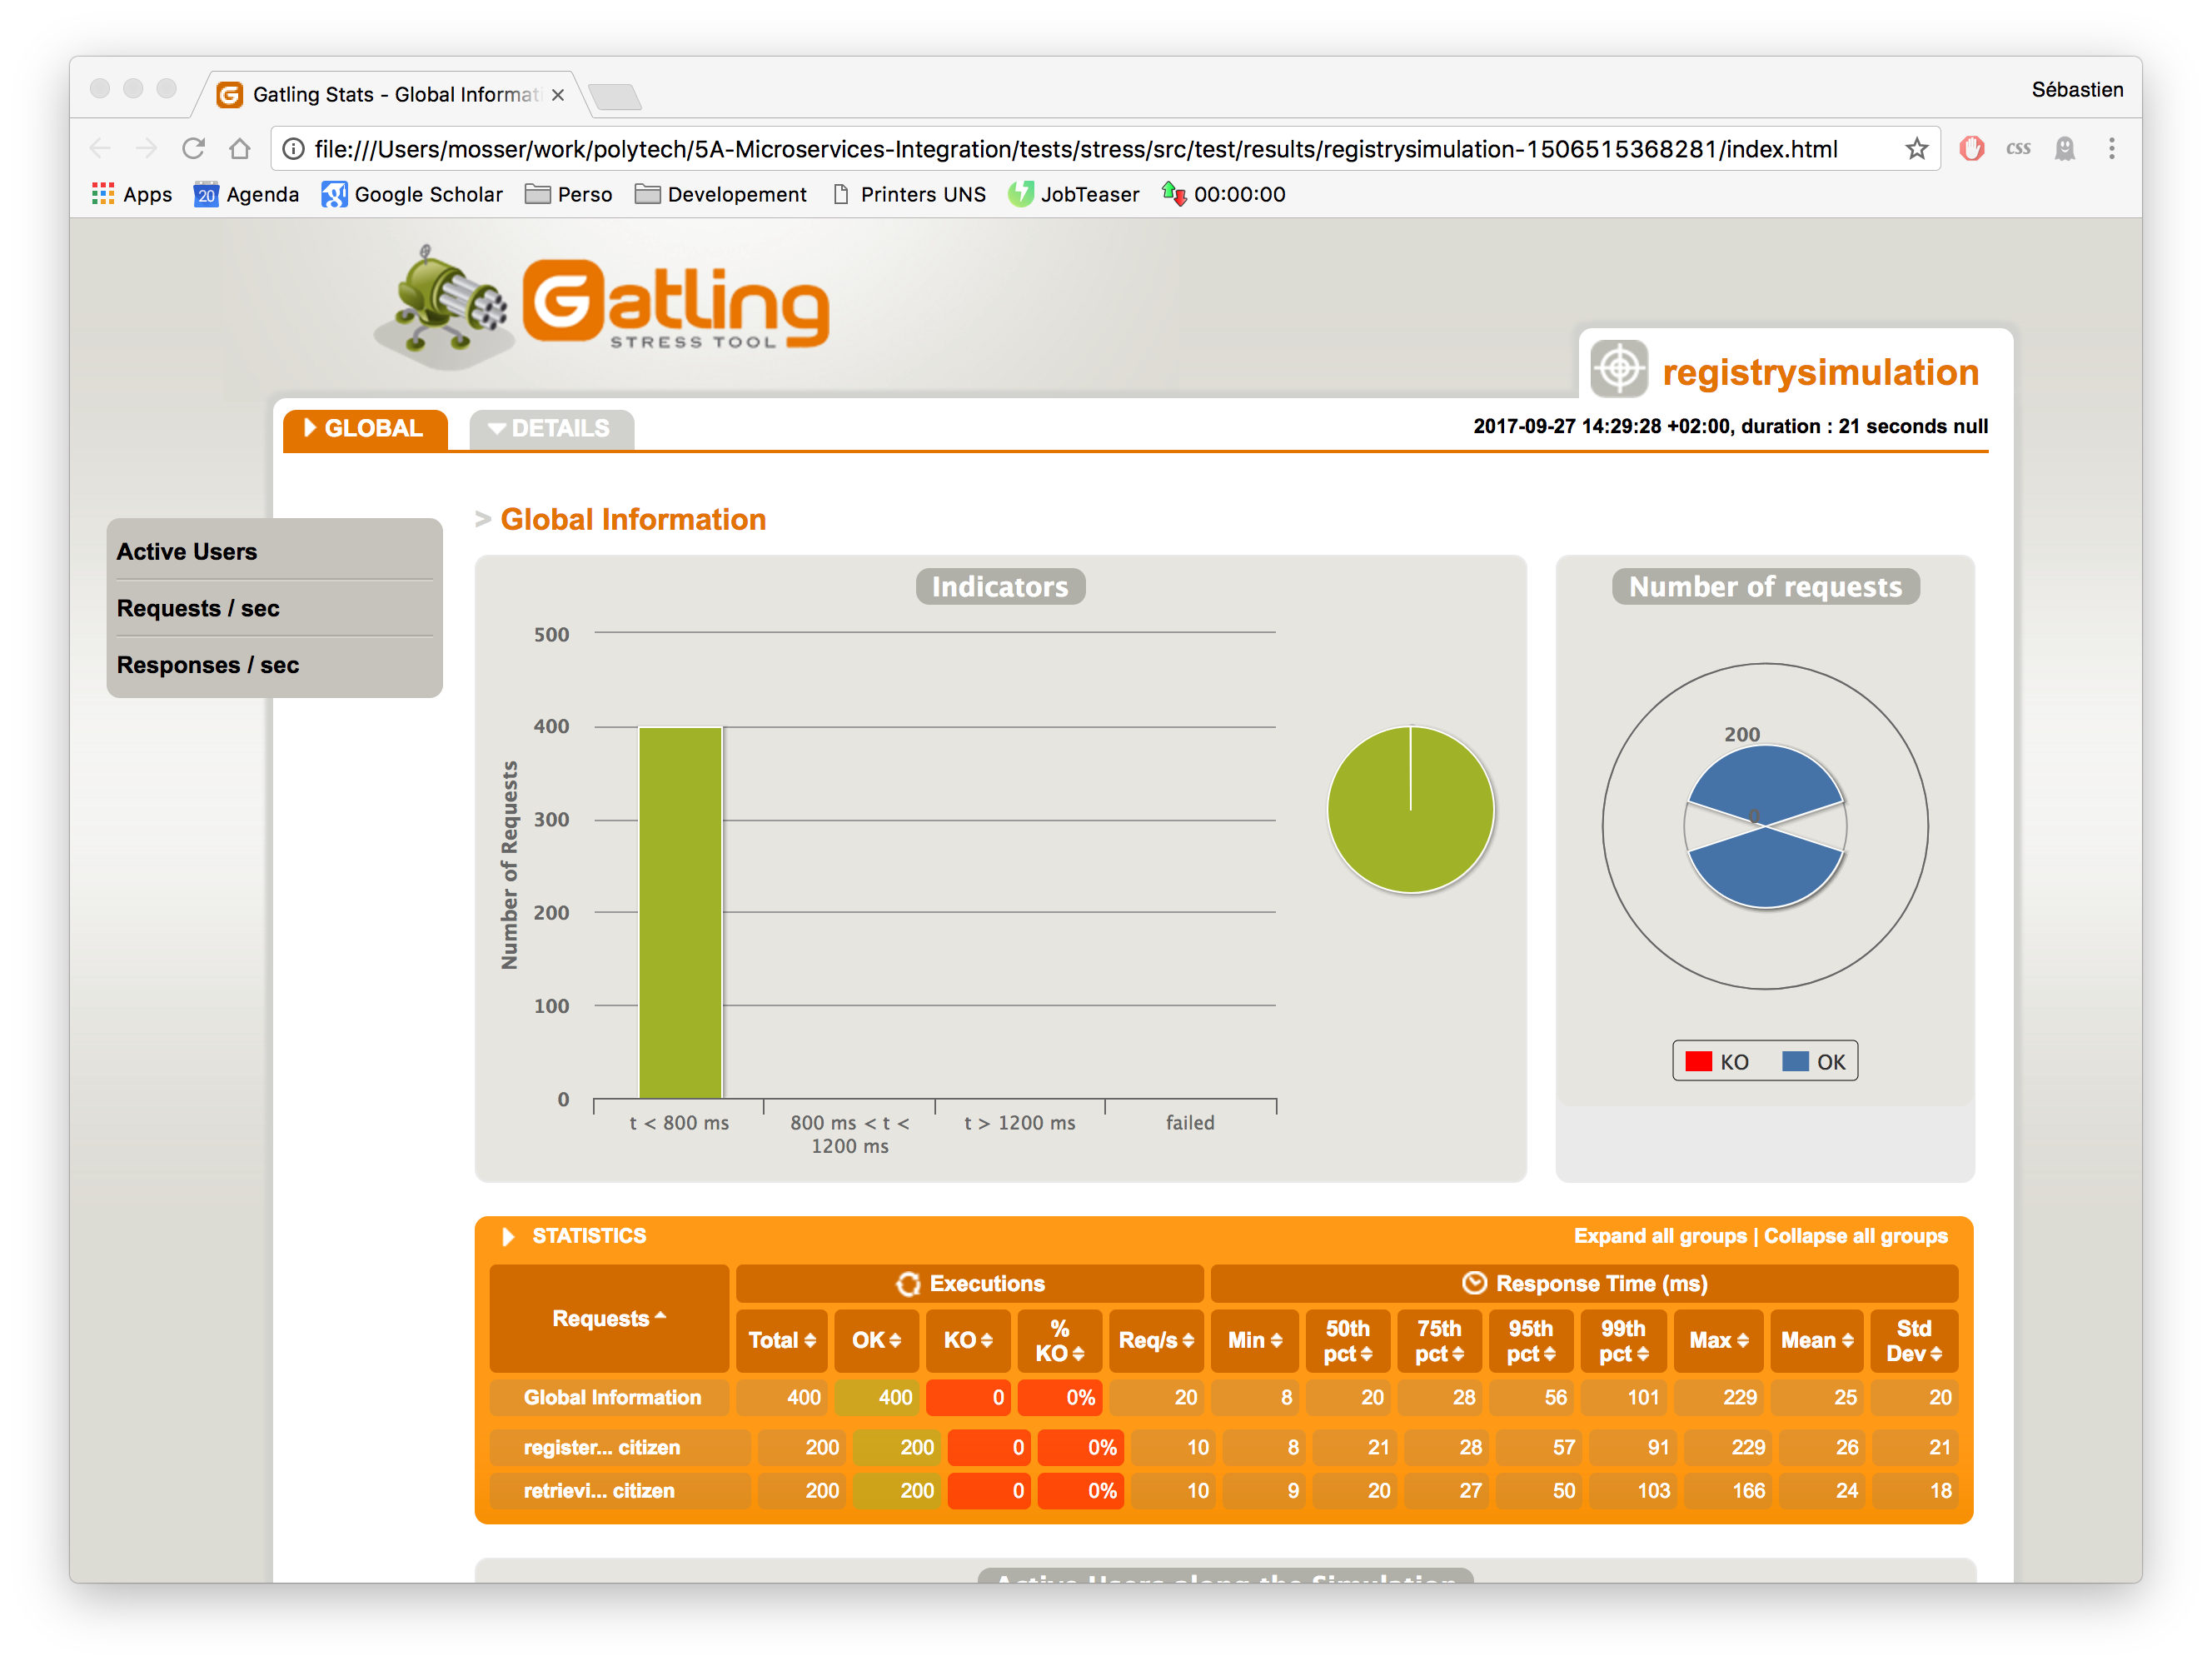 Gatling Stats - Global Informati
Sébastien
file:///Users/mosser/work/polytech/5A-Microservices-Integration/tests/stress/src/test/results/registrysimulation-1506515368281/index.html
css
Apps 20 Agenda Google Scholar Perso Developement Printers UNS JobTeaser 00:00:00
Gatling
STRESS TOOL
registrysimulation
GLOBAL DETAILS
2017-09-27 14:29:28 +02:00, duration : 21 seconds null
> Global Information
Active Users
Requests / sec
Responses / sec
Indicators
Number of Requests
500
400
300
200
100
0
t < 800 ms
800 ms < t <
1200 ms
t > 1200 ms
failed
Number of requests
200
0
KO OK
STATISTICS
Expand all groups | Collapse all groups
Requests
Executions
Response Time (ms)
Total OK KO % KO Req/s Min 50th pct 75th pct 95th pct 99th pct Max Mean Std Dev
Global Information 400 400 0 0% 20 8 20 28 56 101 229 25 20
register... citizen 200 200 0 0% 10 8 21 28 57 91 229 26 21
retrievi... citizen 200 200 0 0% 10 9 20 27 50 103 166 24 18
Active Users along the Simulation